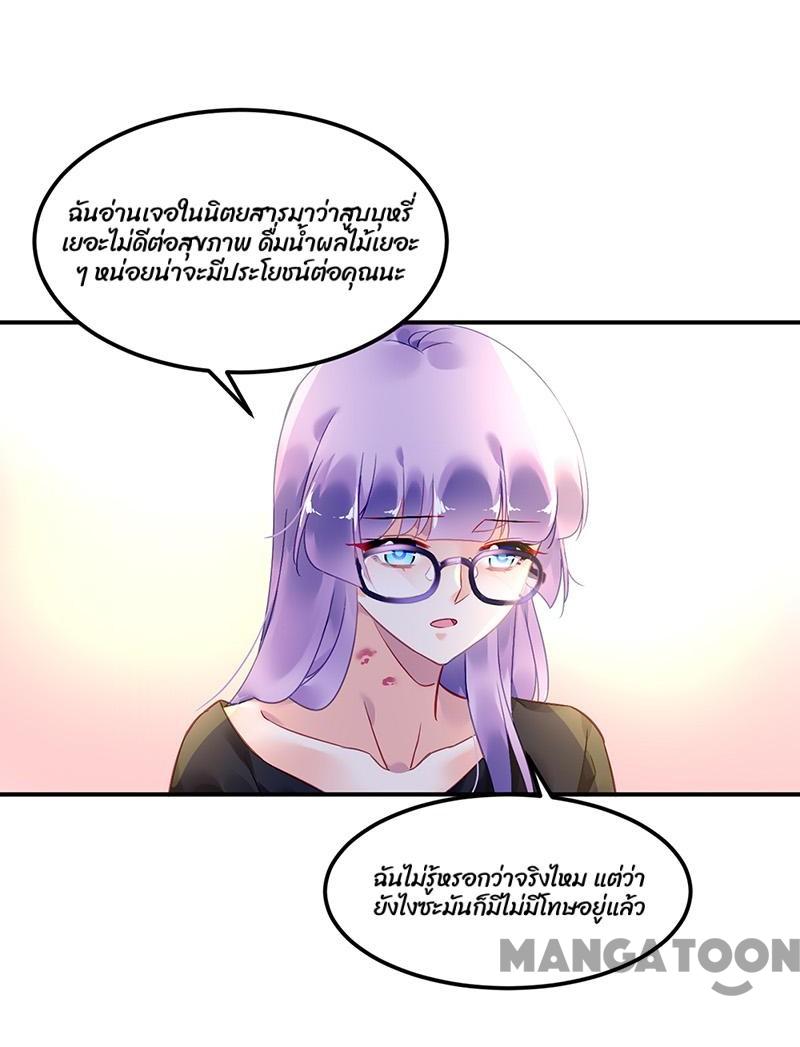 ฉันอ่านเจอในนิตยสารมาว่าสูบบุหรี่
เยอะไม่ดีต่อสุขภาพ ดื่มน้ำผลไม้เยอะ
ๆ หน่อยน่าจะมีประโยชน์ต่อคุณนะ
ฉันไม่รู้หรอกว่าจริงไหม แต่ว่า
ยังไงซะมันก็มีไม่มีโทษอยู่แล้ว
MANGATOON